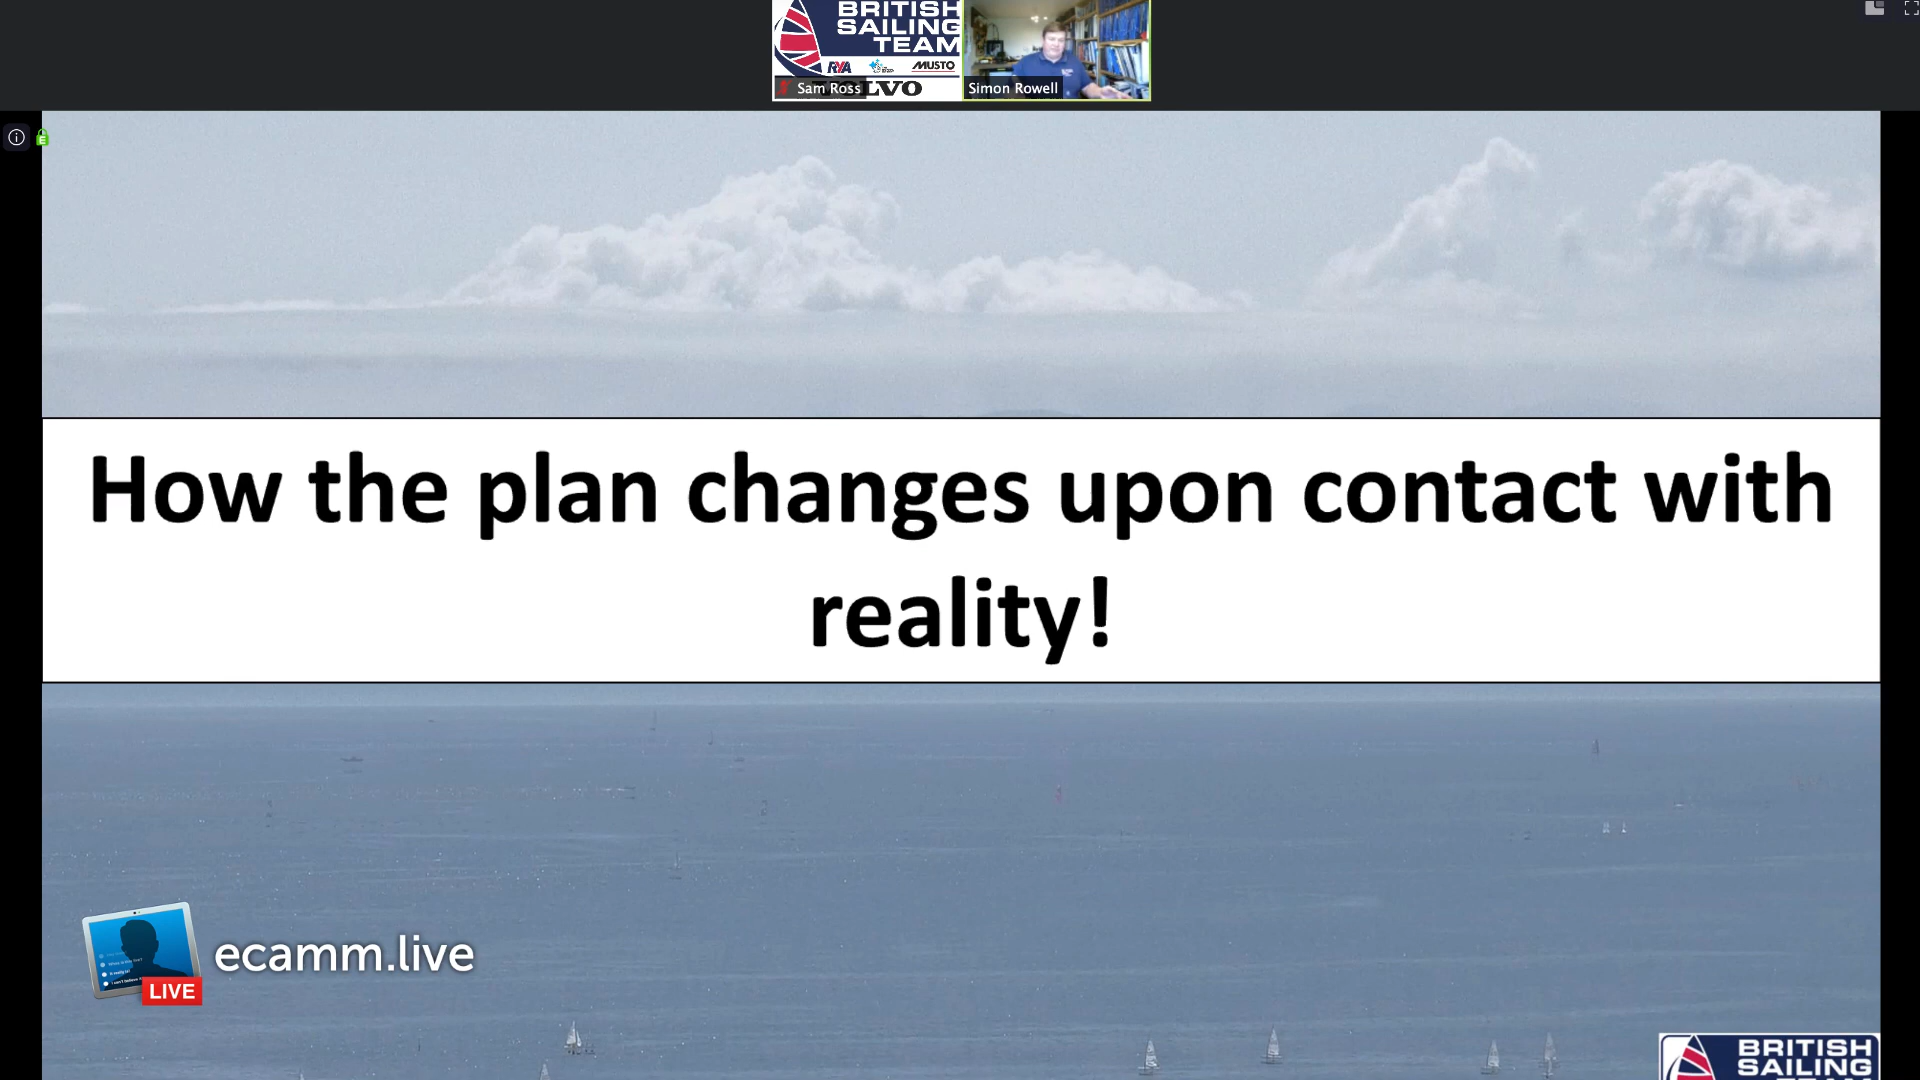 BRITISH
SAILING
TEAM
RYA
MUSTO
VOLVO
Sam Ross
Simon Rowell
How the plan changes upon contact with
reality!
ecamm.live
LIVE
BRITISH
SAILING